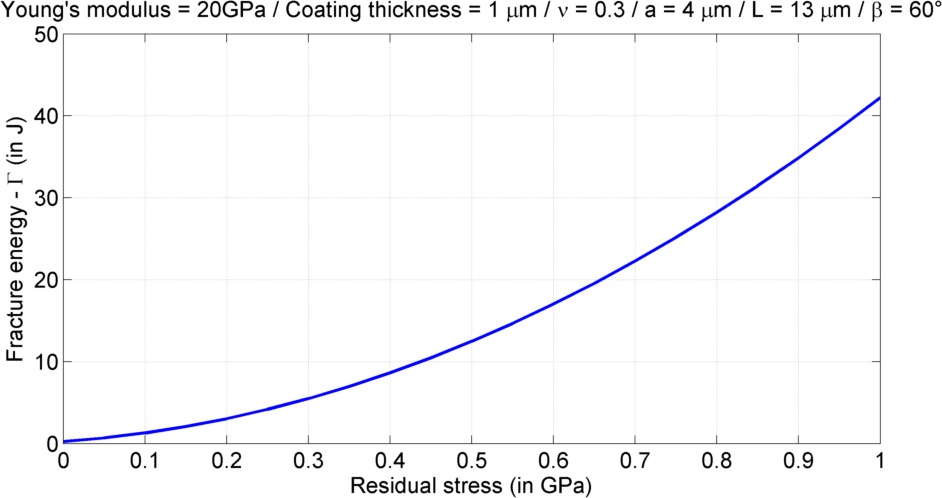 Young's modulus = 20GPa / Coating thickness = 1 μm / ν = 0.3 / a = 4 μm / L = 13 μm / β = 60°
50
40
30
20
10
0
Fracture energy - Γ (in J)
0 0.1 0.2 0.3 0.4 0.5 0.6 0.7 0.8 0.9 1
Residual stress (in GPa)